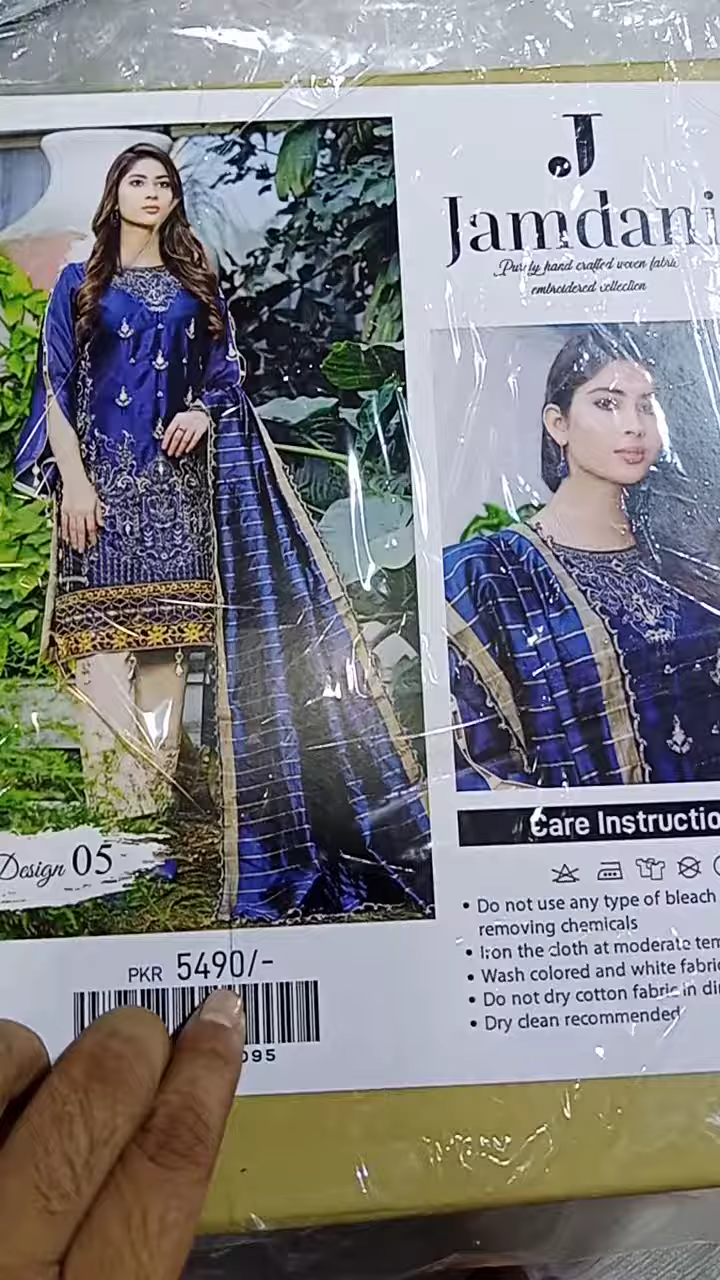 J
Jamdani
Purely hand crafted woven fabric
embroidered collection
Design 05
PKR 5490/-
095
Care Instructio
• Do not use any type of bleach
removing chemicals
• Iron the cloth at moderate tem
• Wash colored and white fabric
• Do not dry cotton fabric in di
• Dry clean recommended